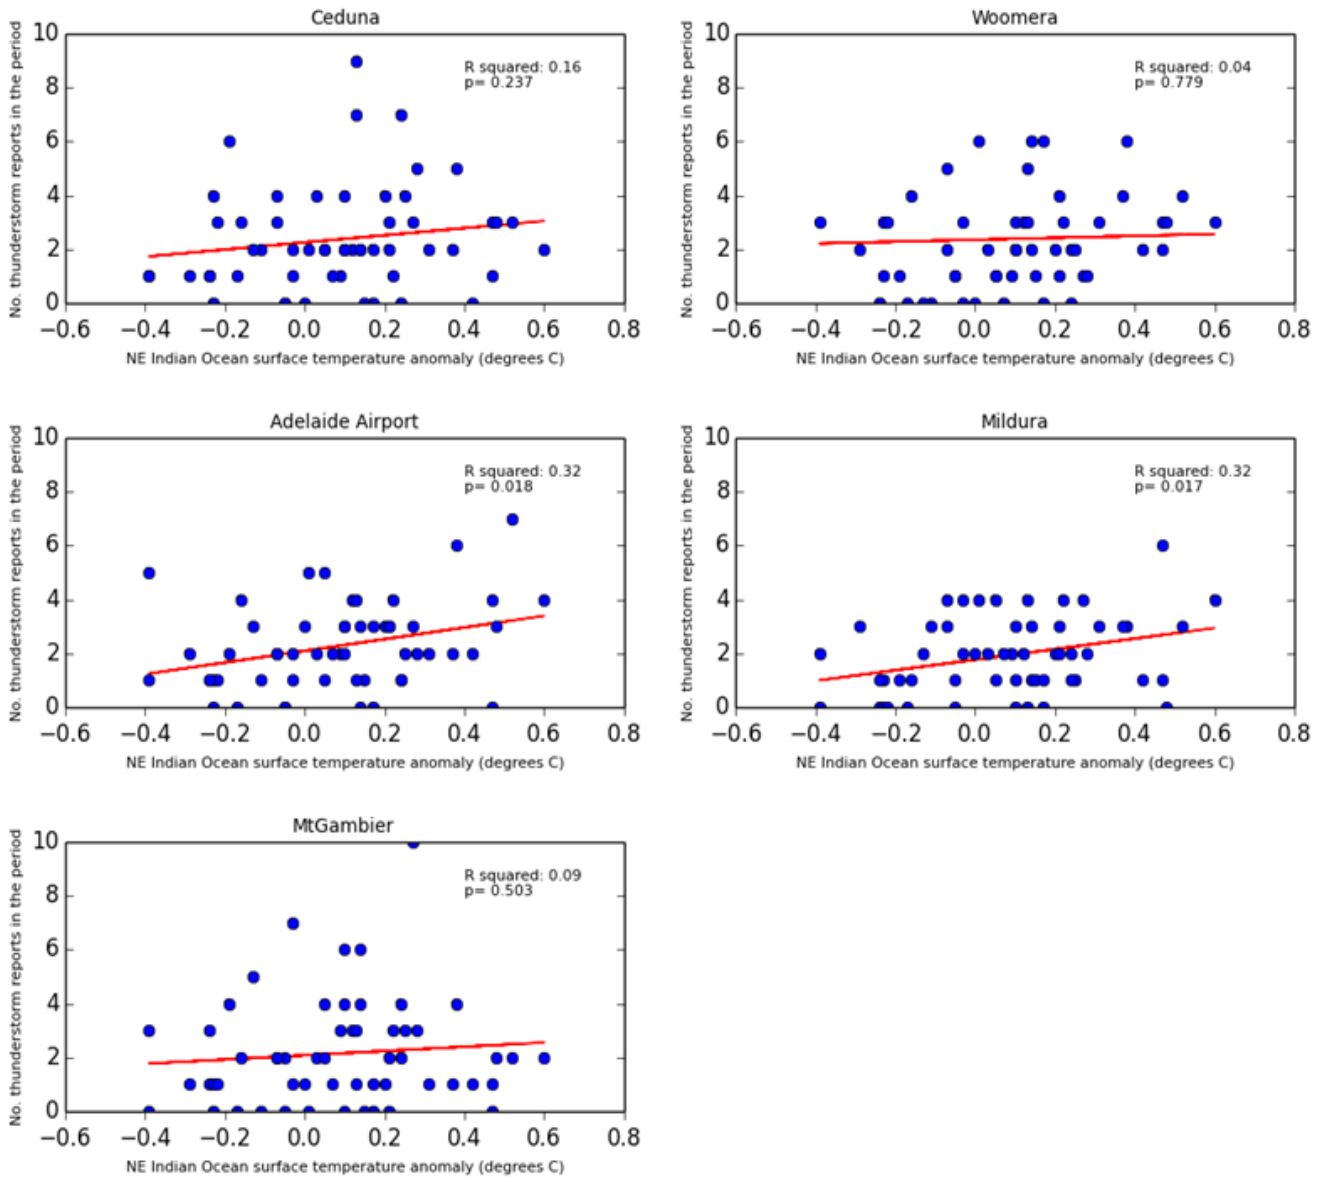 Ceduna
No. thunderstorm reports in the period
10
8
6
4
2
0
R squared: 0.16
p= 0.237
−0.6 −0.4 −0.2 0.0 0.2 0.4 0.6 0.8
NE Indian Ocean surface temperature anomaly (degrees C)
Woomera
No. thunderstorm reports in the period
10
8
6
4
2
0
R squared: 0.04
p= 0.779
−0.6 −0.4 −0.2 0.0 0.2 0.4 0.6 0.8
NE Indian Ocean surface temperature anomaly (degrees C)
Adelaide Airport
No. thunderstorm reports in the period
10
8
6
4
2
0
R squared: 0.32
p= 0.018
−0.6 −0.4 −0.2 0.0 0.2 0.4 0.6 0.8
NE Indian Ocean surface temperature anomaly (degrees C)
Mildura
No. thunderstorm reports in the period
10
8
6
4
2
0
R squared: 0.32
p= 0.017
−0.6 −0.4 −0.2 0.0 0.2 0.4 0.6 0.8
NE Indian Ocean surface temperature anomaly (degrees C)
MtGambier
No. thunderstorm reports in the period
10
8
6
4
2
0
R squared: 0.09
p= 0.503
−0.6 −0.4 −0.2 0.0 0.2 0.4 0.6 0.8
NE Indian Ocean surface temperature anomaly (degrees C)